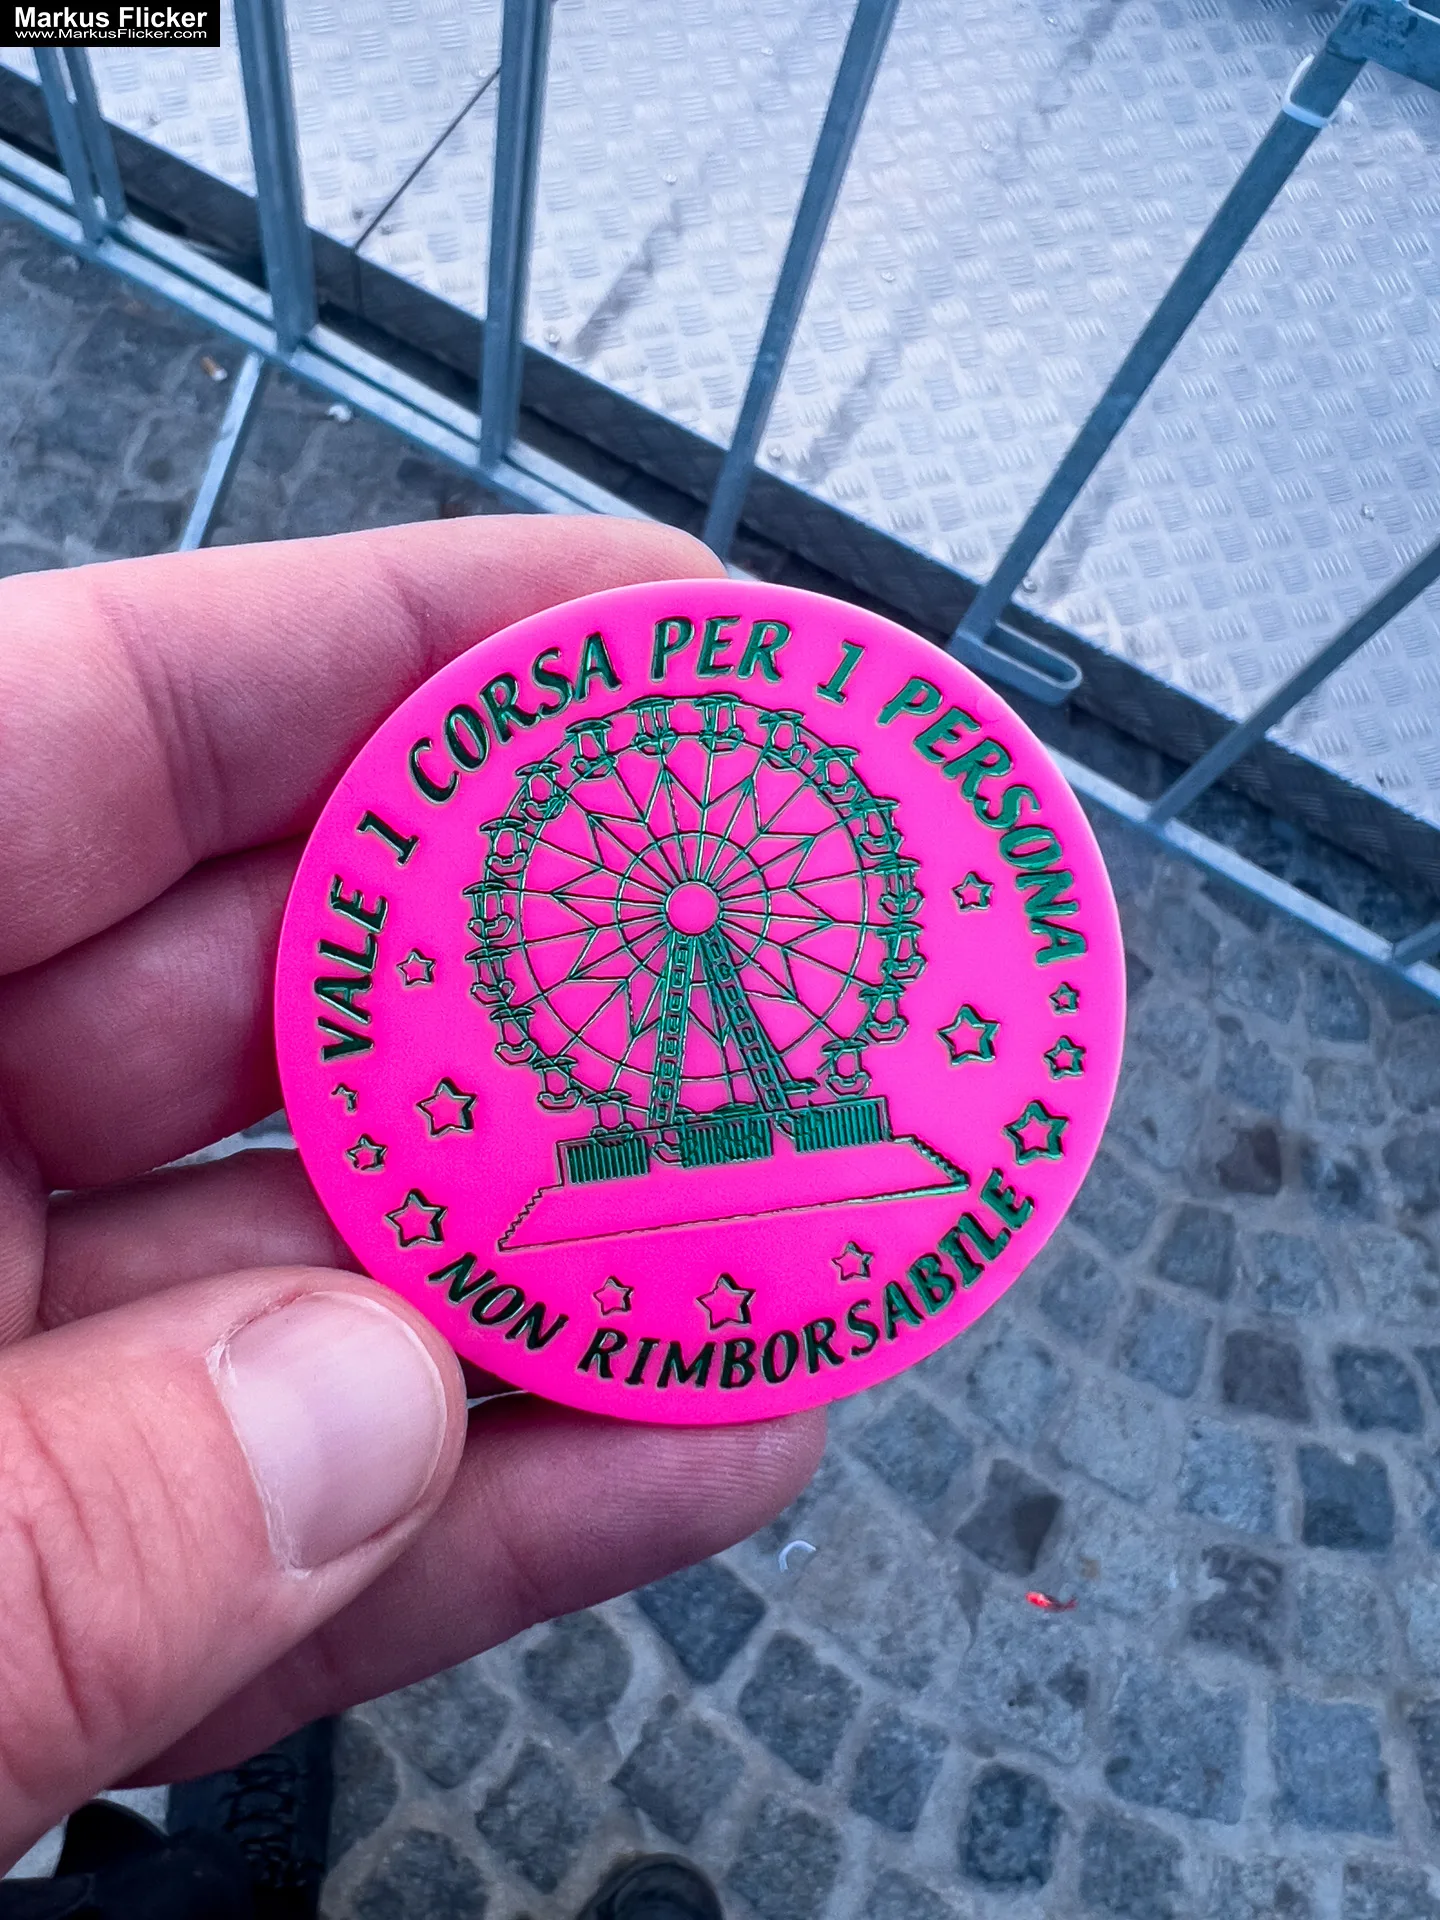 Markus Flicker
www.MarkusFlicker.com
VALE 1 CORSA PER 1 PERSONA
NON RIMBORSABILE